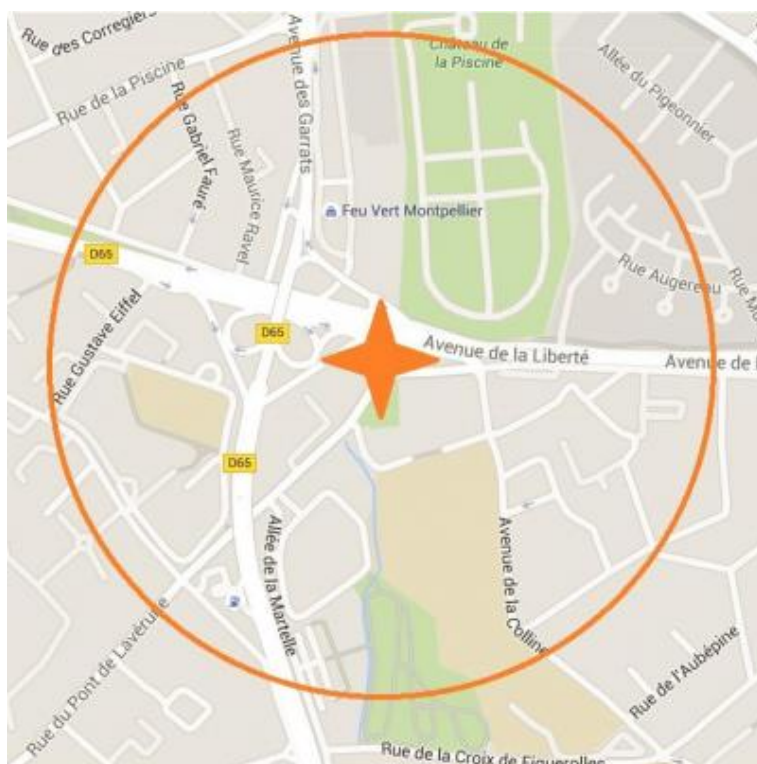 Rue des Corregiers
Avenue des Garrats
Château de
la Piscine
Allée du Pigeonnier
Rue de la Piscine
Rue Gabriel Fauré
Rue Maurice Ravel
Feu Vert Montpellier
D65
Rue Augereau
Rue Mo
Rue Gustave Eiffel
D65
Avenue de la Liberté
Avenue de l
D65
Allée de la Martelle
Avenue de la Colline
Rue du Pont de Lavérune
Rue de l'Aubépine
Rue de la Croix de Figuerolles